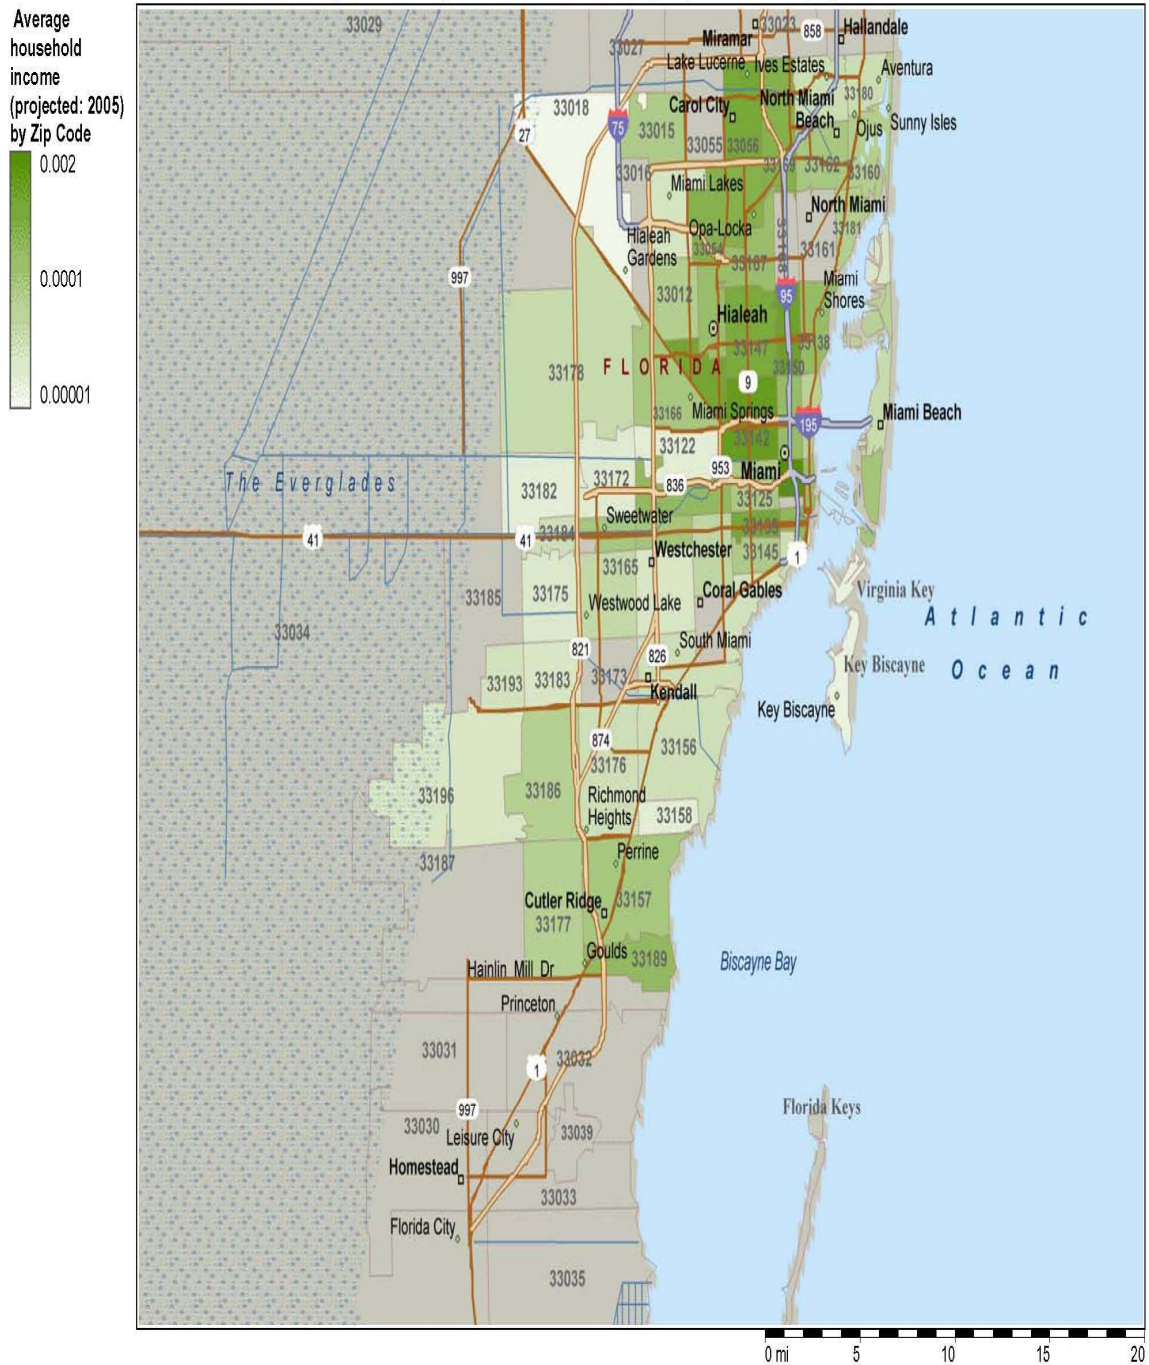 Average
household
income
(projected: 2005)
by Zip Code
0.002
0.0001
0.00001
33029
33023
858
Hallandale
33027
Miramar
Lake Lucerne
Ives Estates
Aventura
33018
Carol City
North Miami
Beach
33180
27
75
33015
33055
33056
Ojus
Sunny Isles
33016
33169
33162
33160
Miami Lakes
North Miami
Opa-Locka
33181
Hialeah
Gardens
33054
33167
33168
33161
997
33012
95
Miami
Shores
Hialeah
33147
33138
FLORIDA
33150
33178
9
33166
Miami Springs
195
Miami Beach
33122
33142
953
Miami
The Everglades
33182
33172
836
33125
Sweetwater
41
41
33184
33135
33165
Westchester
33145
1
33185
33175
Westwood Lake
Coral Gables
Virginia Key
Atlantic
Ocean
33034
821
826
South Miami
Key Biscayne
33193
33183
33173
Kendall
Key Biscayne
874
33176
33156
33196
33186
Richmond
Heights
33158
33187
Perrine
Cutler Ridge
33157
33177
Goulds
33189
Biscayne Bay
Hainlin Mill Dr
Princeton
33031
1
33032
997
Florida Keys
33030
Leisure City
33039
Homestead
33033
Florida City
33035
0 mi
5
10
15
20